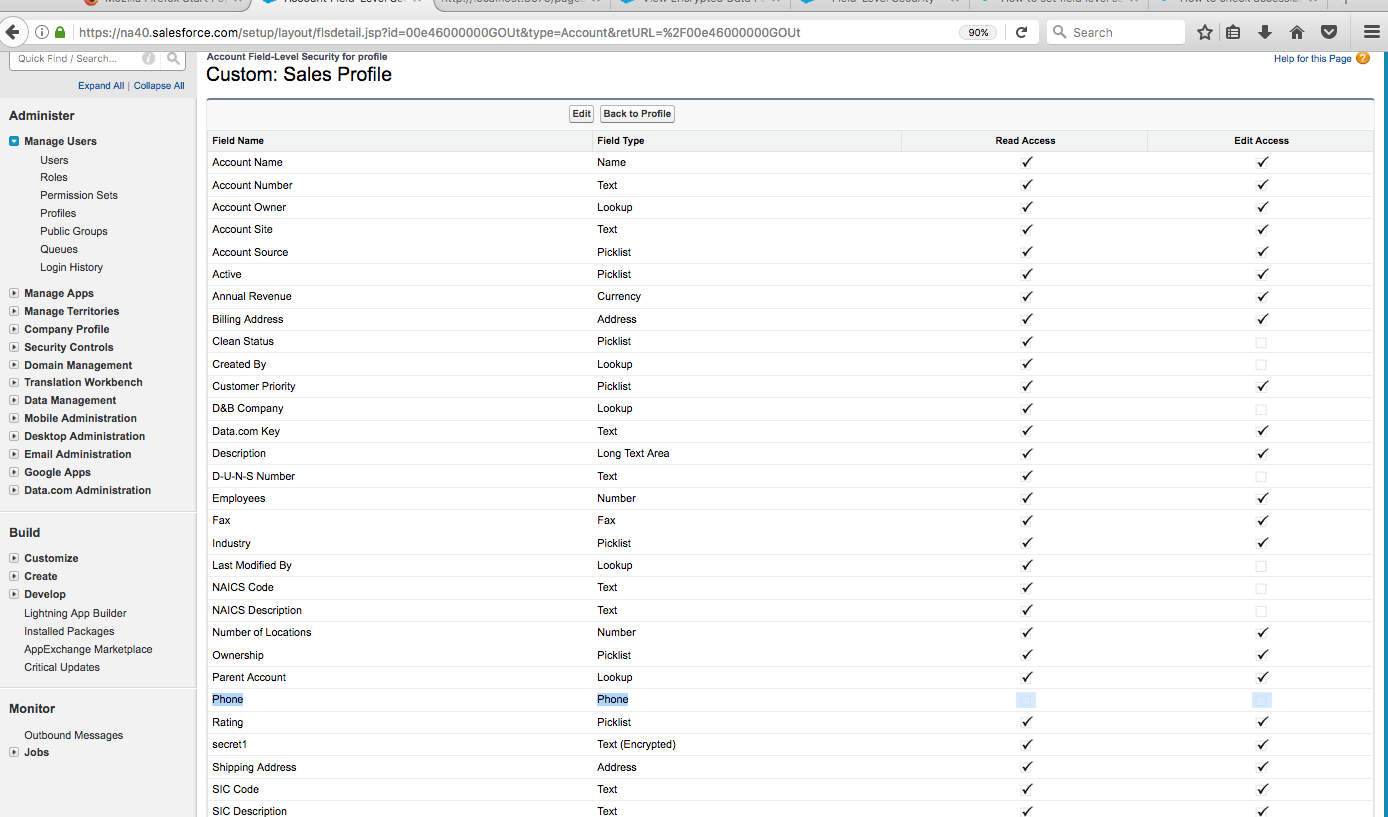 Mozilla Firefox Start P
Account Field-Level Se
View Encrypted Data P
Field-Level Security
How to set field level s
How to check accessibl
https://na40.salesforce.com/setup/layout/flsdetail.jsp?id=00e46000000GOUt&type=Account&retURL=%2F00e46000000GOUt
90%
Search
Quick Find / Search...
Expand All | Collapse All
Administer
Manage Users
Users
Roles
Permission Sets
Profiles
Public Groups
Queues
Login History
Manage Apps
Manage Territories
Company Profile
Security Controls
Domain Management
Translation Workbench
Data Management
Mobile Administration
Desktop Administration
Email Administration
Google Apps
Data.com Administration
Build
Customize
Create
Develop
Lightning App Builder
Installed Packages
AppExchange Marketplace
Critical Updates
Monitor
Outbound Messages
Jobs
Account Field-Level Security for profile
Custom: Sales Profile
Help for this Page
Edit Back to Profile
Field Name Field Type Read Access Edit Access
Account Name Name
Account Number Text
Account Owner Lookup
Account Site Text
Account Source Picklist
Active Picklist
Annual Revenue Currency
Billing Address Address
Clean Status Picklist
Created By Lookup
Customer Priority Picklist
D&B Company Lookup
Data.com Key Text
Description Long Text Area
D-U-N-S Number Text
Employees Number
Fax Fax
Industry Picklist
Last Modified By Lookup
NAICS Code Text
NAICS Description Text
Number of Locations Number
Ownership Picklist
Parent Account Lookup
Phone Phone
Rating Picklist
secret1 Text (Encrypted)
Shipping Address Address
SIC Code Text
SIC Description Text